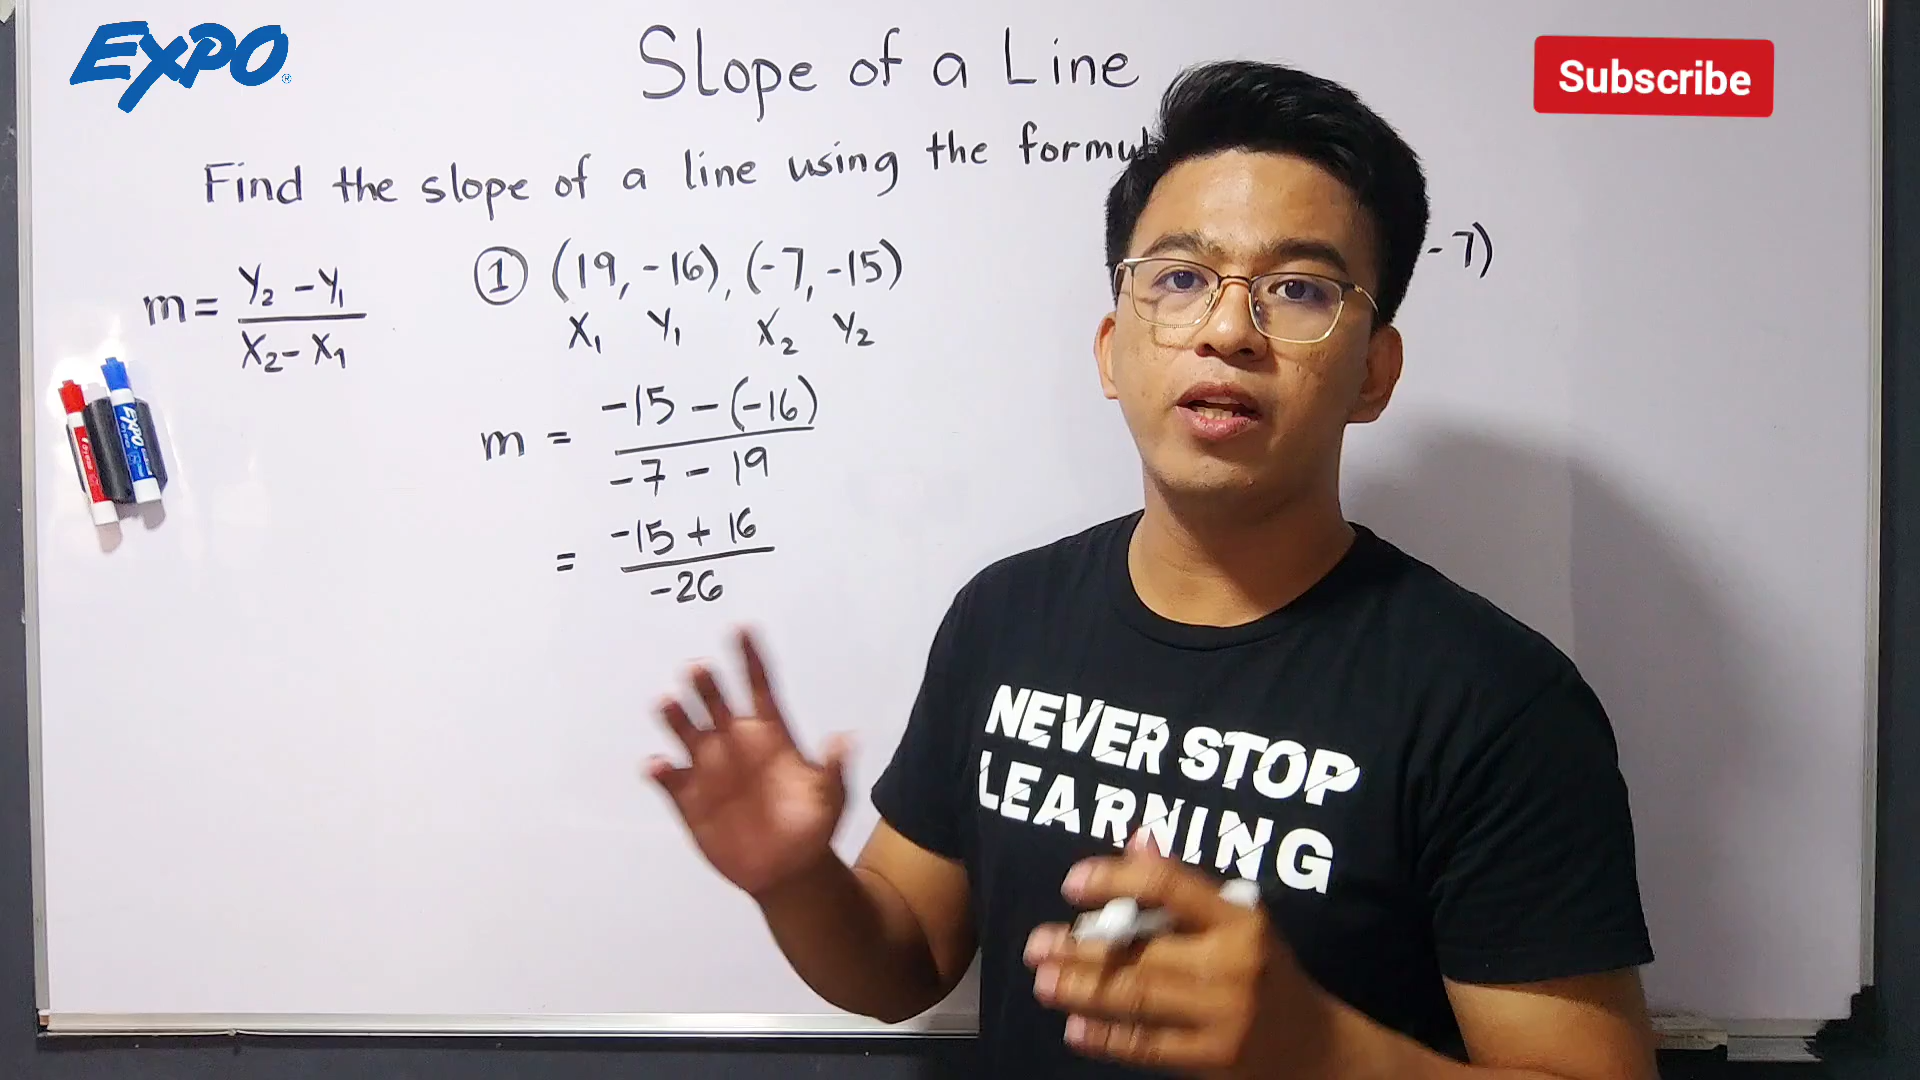 EXPO
Slope of a Line
Subscribe
Find the slope of a line using the
m = Y₂ - Y₁
X₂ - X₁
① (19, -16), (-7, -15)
X₁ Y₁ X₂ Y₂
-7)
m = -15 - (-16)
-7 - 19
= -15 + 16
-26
EXPO
NEVER STOP
LEARNING